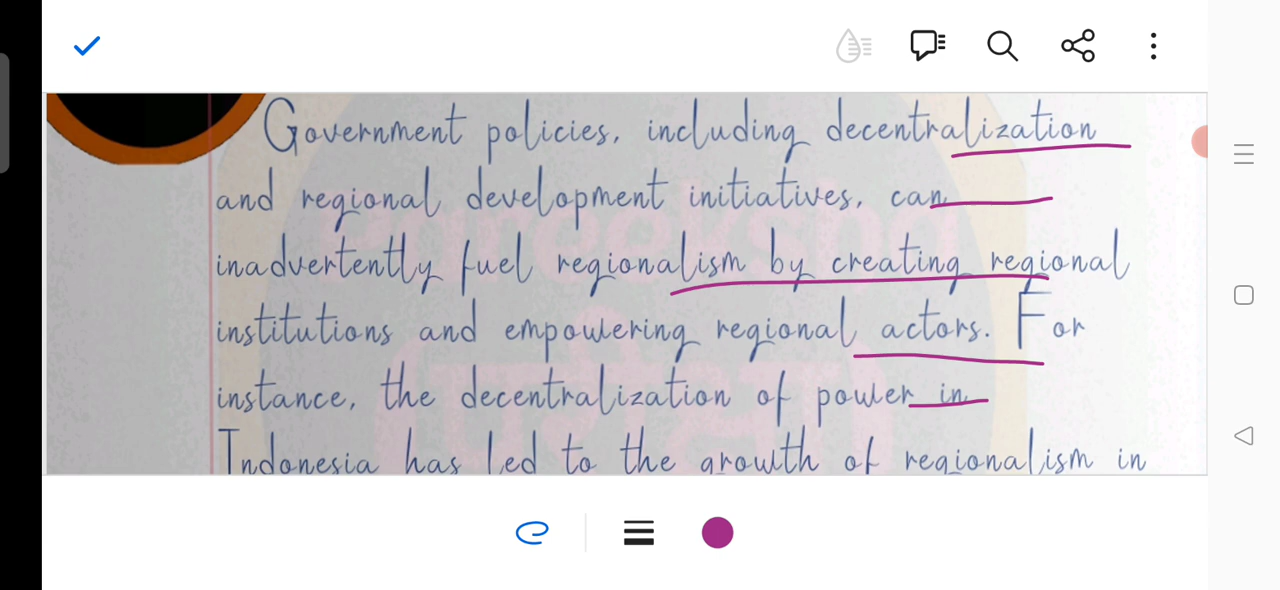 Government policies, including decentralization
and regional development initiatives, can
inadvertently fuel regionalism by creating regional
institutions and empowering regional actors. For
instance, the decentralization of power in
Indonesia has led to the growth of regionalism in